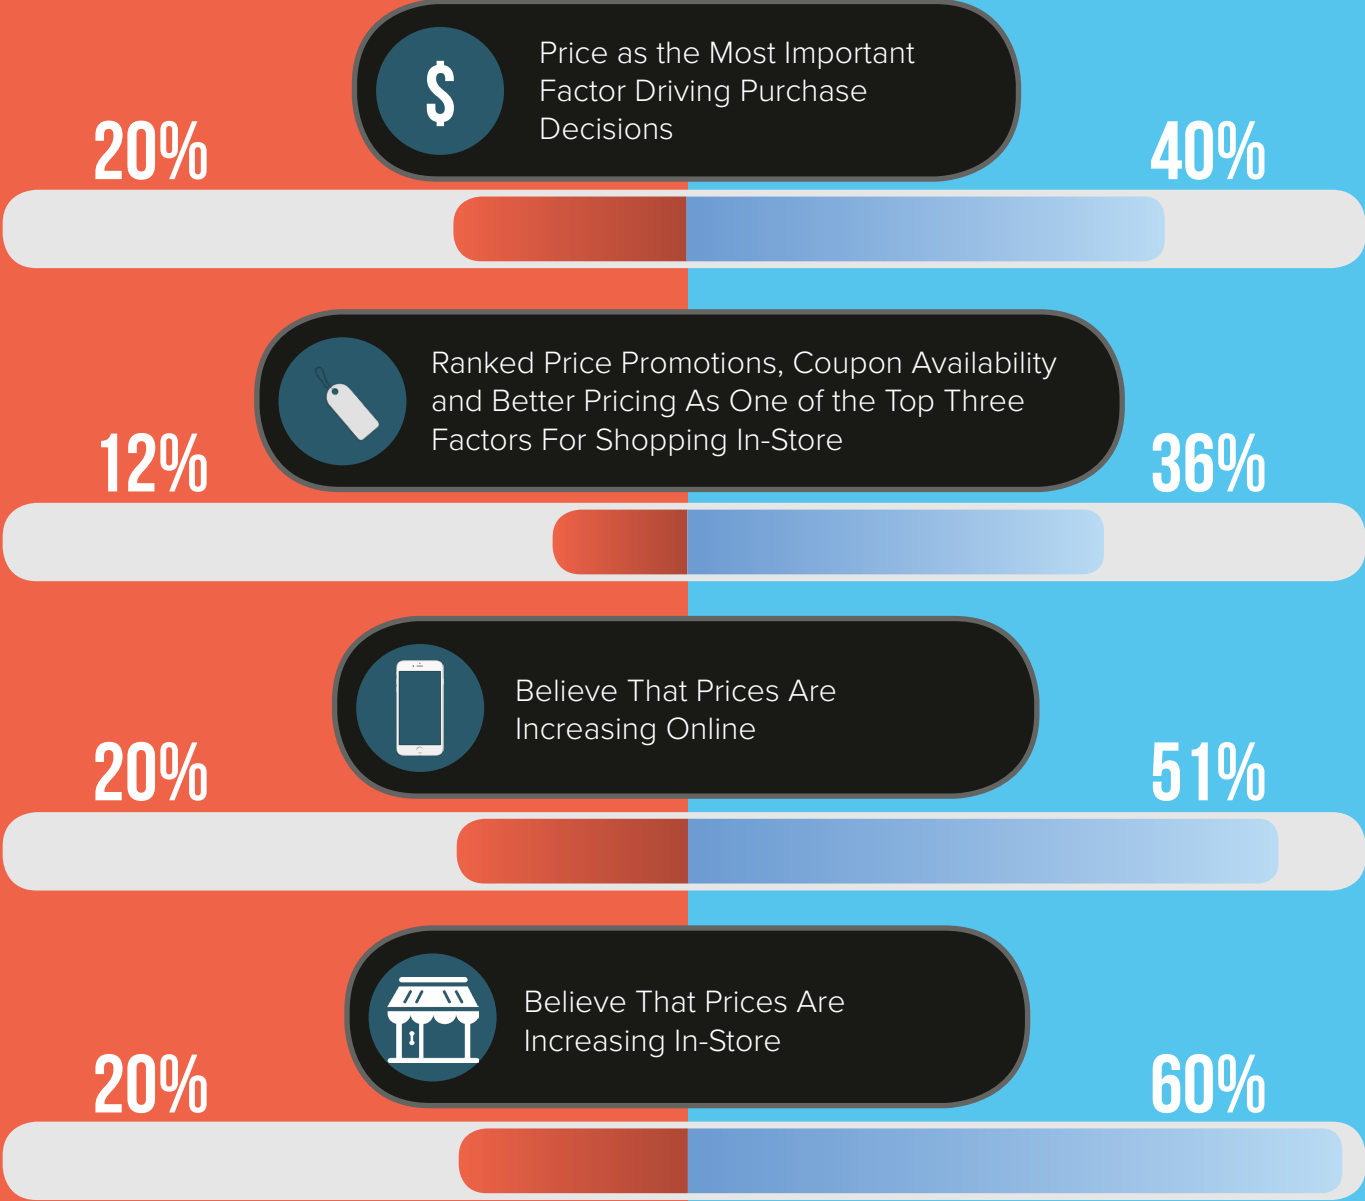 $
Price as the Most Important
Factor Driving Purchase
Decisions
20%
40%
Ranked Price Promotions, Coupon Availability
and Better Pricing As One of the Top Three
Factors For Shopping In-Store
12%
36%
Believe That Prices Are
Increasing Online
20%
51%
Believe That Prices Are
Increasing In-Store
20%
60%